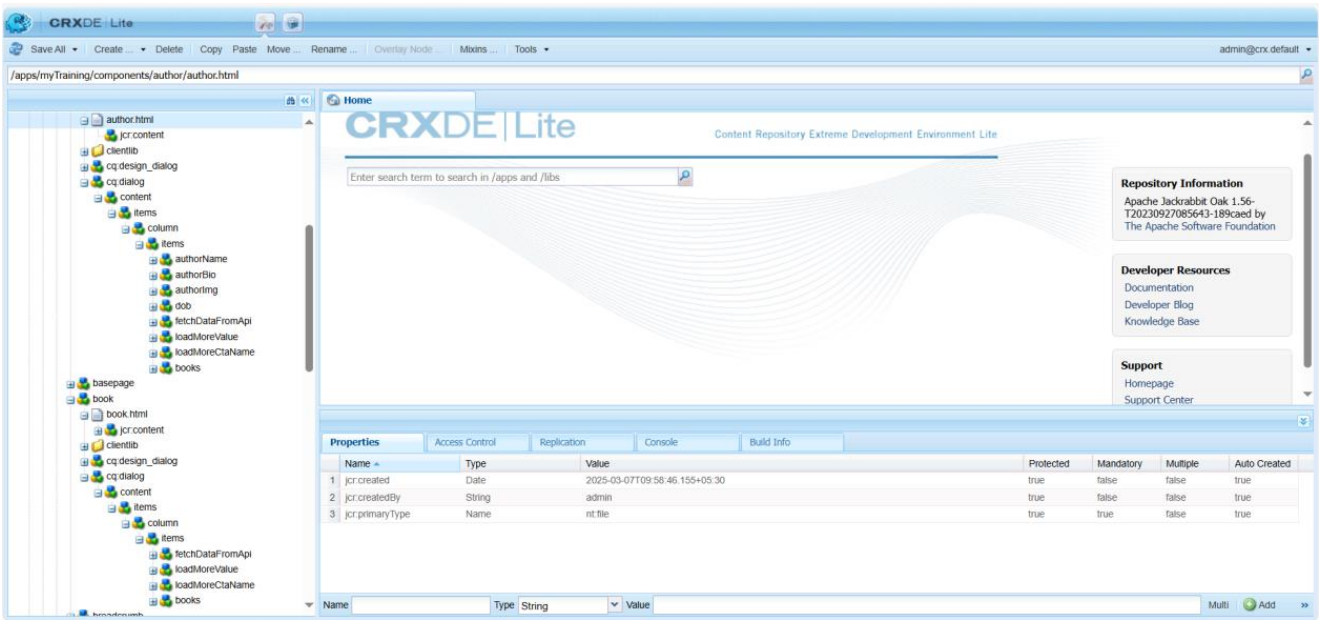 CRXDE Lite
Save All Create ... Delete Copy Paste Move ... Rename ... Overlay Node ... Mixins ... Tools admin@crx.default
/apps/myTraining/components/author/author.html
Home
author.html
jcr:content
clientlib
cq:design_dialog
cq:dialog
content
items
column
items
authorName
authorBio
authorImg
dob
fetchDataFromApi
loadMoreValue
loadMoreCtaName
books
basepage
book
book.html
jcr:content
clientlib
cq:design_dialog
cq:dialog
content
items
column
items
fetchDataFromApi
loadMoreValue
loadMoreCtaName
books
breadcrumb
CRXDE | Lite
Content Repository Extreme Development Environment Lite
Enter search term to search in /apps and /libs
Repository Information
Apache Jackrabbit Oak 1.56-
T20230927085643-189caed by
The Apache Software Foundation
Developer Resources
Documentation
Developer Blog
Knowledge Base
Support
Homepage
Support Center
Properties Access Control Replication Console Build Info
Name Type Value Protected Mandatory Multiple Auto Created
1 jcr:created Date 2025-03-07T09:58:46.155+05:30 true false false true
2 jcr:createdBy String admin true false false true
3 jcr:primaryType Name nt:file true true false true
Name Type String Value Multi Add